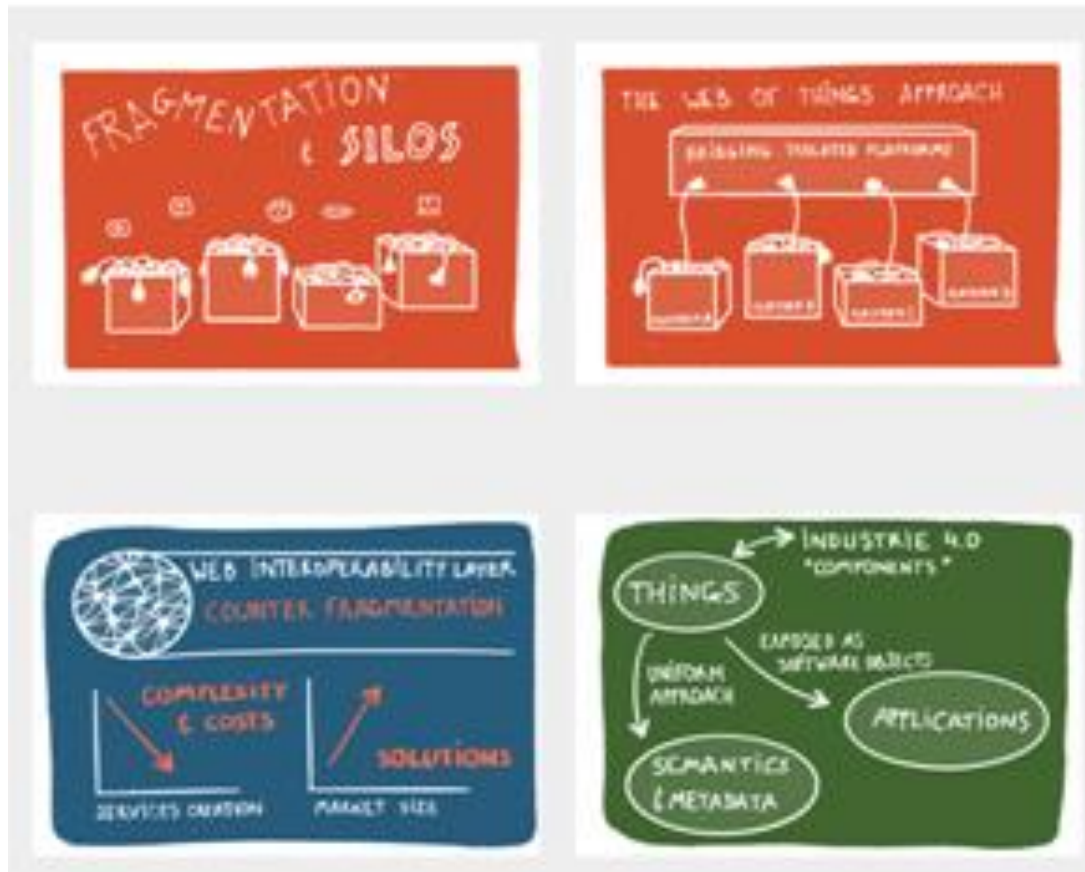 FRAGMENTATION
& SILOS
THE WEB OF THINGS APPROACH
BRIDGING ISOLATED PLATFORMS
WEB INTEROPERABILITY LAYER
COUNTER FRAGMENTATION
COMPLEXITY
& COSTS
SERVICES CREATION
SOLUTIONS
MARKET SIZE
INDUSTRIE 4.0
"COMPONENTS"
THINGS
EXPOSED AS
SOFTWARE OBJECTS
UNIFORM
APPROACH
APPLICATIONS
SEMANTICS
& METADATA